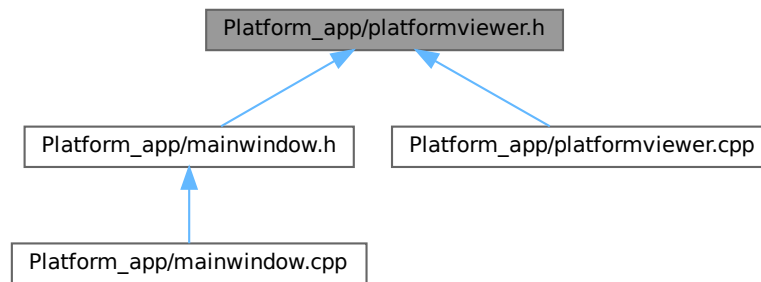 Platform_app/platformviewer.h
Platform_app/mainwindow.h
Platform_app/platformviewer.cpp
Platform_app/mainwindow.cpp